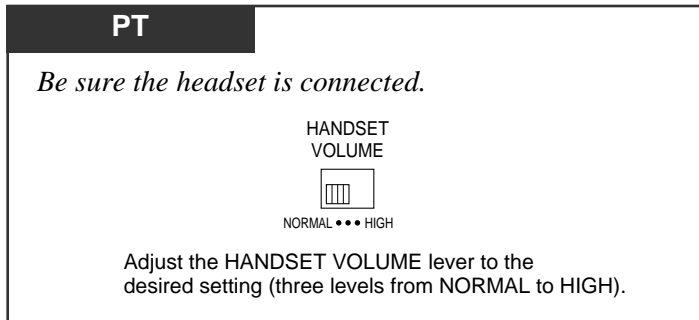 PT
Be sure the headset is connected.
HANDSET
VOLUME
NORMAL ••• HIGH
Adjust the HANDSET VOLUME lever to the
desired setting (three levels from NORMAL to HIGH).